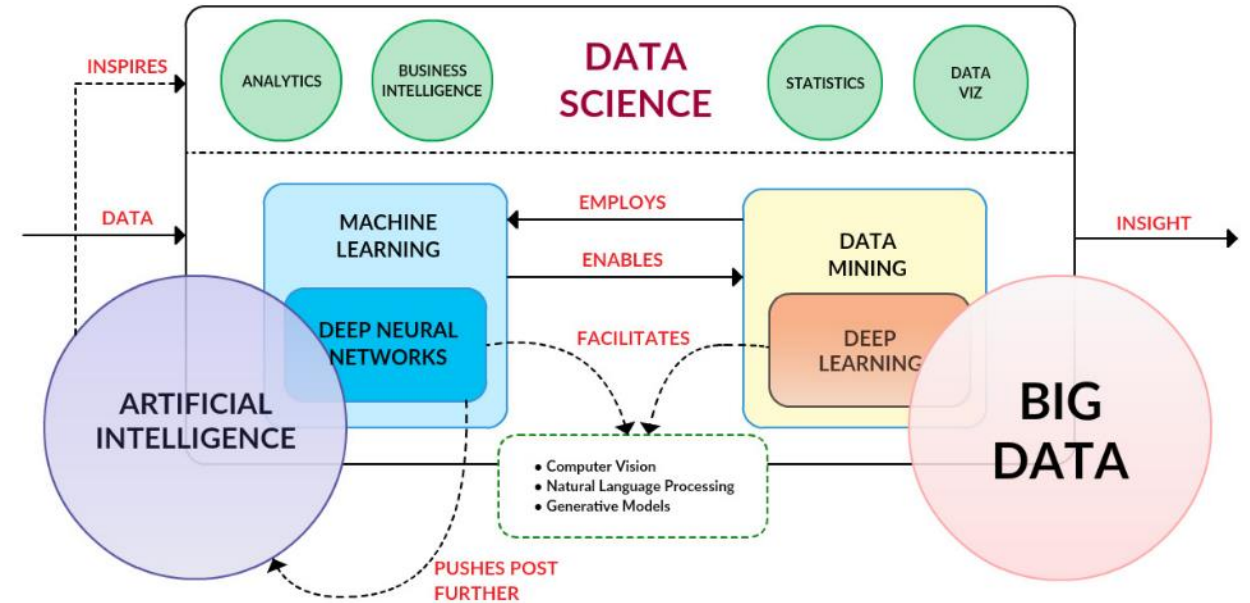 INSPIRES
ANALYTICS
BUSINESS
INTELLIGENCE
DATA
SCIENCE
STATISTICS
DATA
VIZ
DATA
MACHINE
LEARNING
EMPLOYS
ENABLES
DATA
MINING
INSIGHT
DEEP NEURAL
NETWORKS
FACILITATES
DEEP
LEARNING
ARTIFICIAL
INTELLIGENCE
BIG
DATA
• Computer Vision
• Natural Language Processing
• Generative Models
PUSHES POST
FURTHER